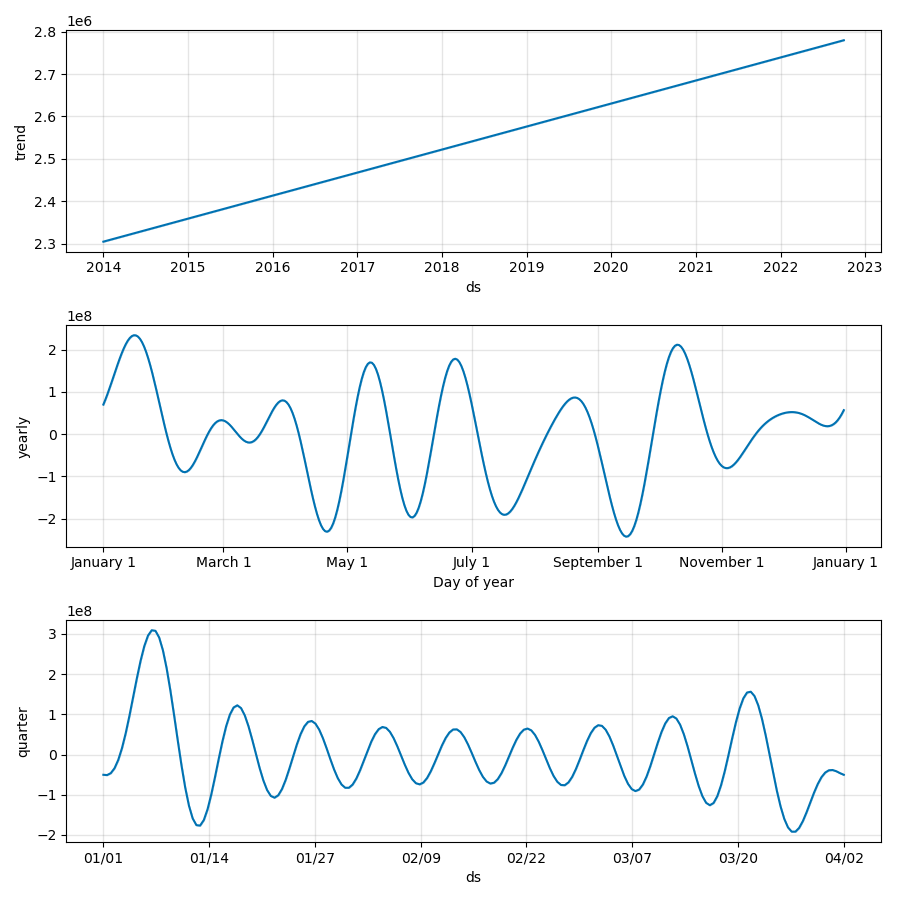 1e6
2.8
2.7
2.6
2.5
2.4
2.3
trend
2014 2015 2016 2017 2018 2019 2020 2021 2022 2023
ds
1e8
2
1
0
−1
−2
yearly
January 1 March 1 May 1 July 1 September 1 November 1 January 1
Day of year
1e8
3
2
1
0
−1
−2
quarter
01/01 01/14 01/27 02/09 02/22 03/07 03/20 04/02
ds